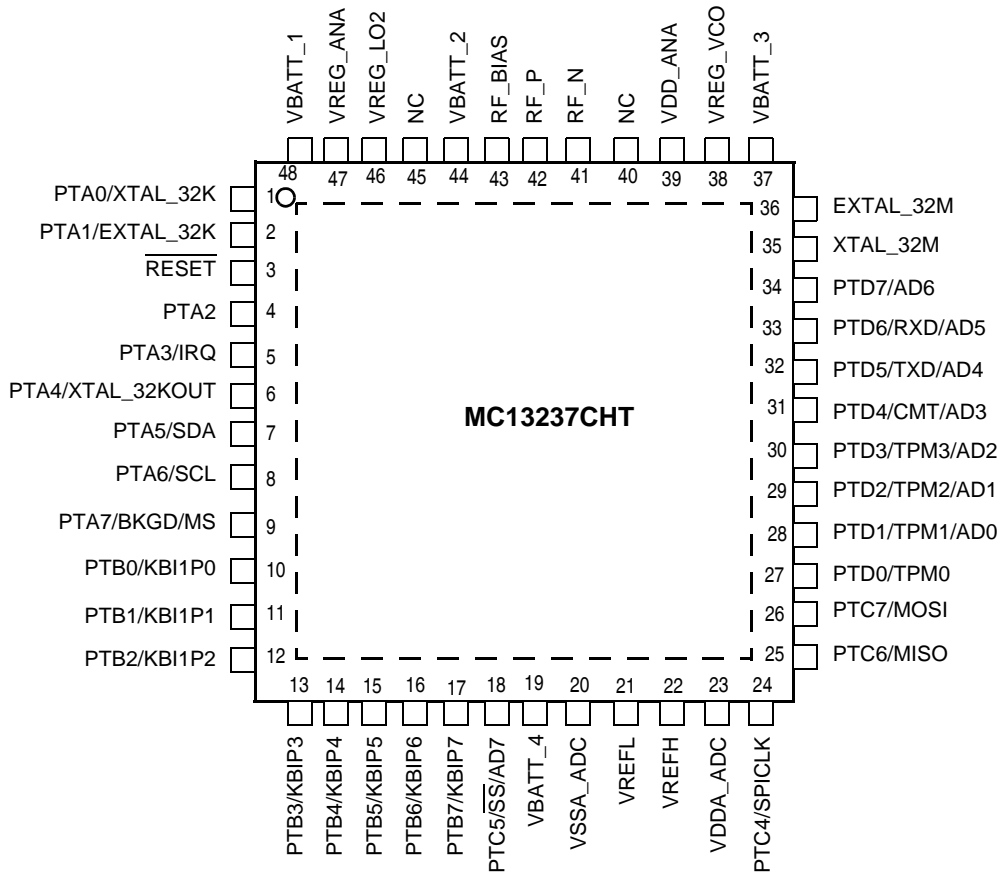 VBATT_1
VREG_ANA
VREG_LO2
NC
VBATT_2
RF_BIAS
RF_P
RF_N
NC
VDD_ANA
VREG_VCO
VBATT_3
48 47 46 45 44 43 42 41 40 39 38 37
PTA0/XTAL_32K 1
PTA1/EXTAL_32K 2
RESET 3
PTA2 4
PTA3/IRQ 5
PTA4/XTAL_32KOUT 6
PTA5/SDA 7
PTA6/SCL 8
PTA7/BKGD/MS 9
PTB0/KBI1P0 10
PTB1/KBI1P1 11
PTB2/KBI1P2 12
MC13237CHT
36 EXTAL_32M
35 XTAL_32M
34 PTD7/AD6
33 PTD6/RXD/AD5
32 PTD5/TXD/AD4
31 PTD4/CMT/AD3
30 PTD3/TPM3/AD2
29 PTD2/TPM2/AD1
28 PTD1/TPM1/AD0
27 PTD0/TPM0
26 PTC7/MOSI
25 PTC6/MISO
13 14 15 16 17 18 19 20 21 22 23 24
PTB3/KBIP3
PTB4/KBIP4
PTB5/KBIP5
PTB6/KBIP6
PTB7/KBIP7
PTC5/SS/AD7
VBATT_4
VSSA_ADC
VREFL
VREFH
VDDA_ADC
PTC4/SPICLK